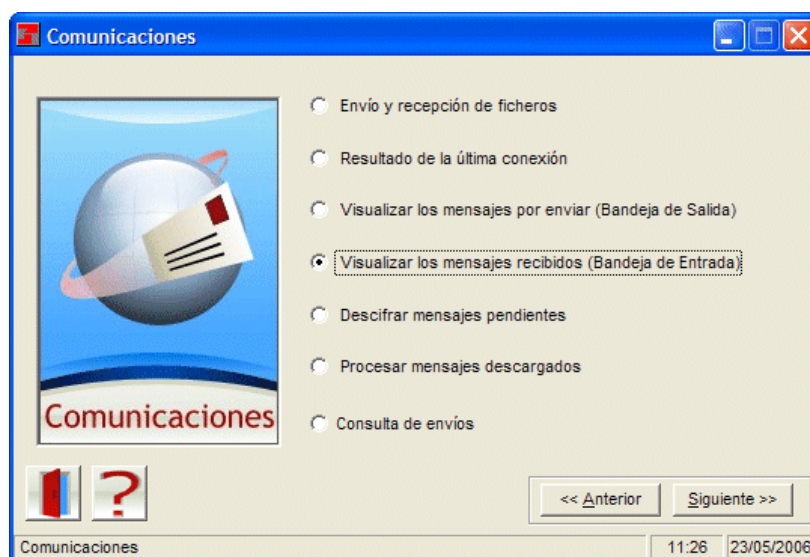 Comunicaciones
Envío y recepción de ficheros
Resultado de la última conexión
Visualizar los mensajes por enviar (Bandeja de Salida)
Visualizar los mensajes recibidos (Bandeja de Entrada)
Descifrar mensajes pendientes
Procesar mensajes descargados
Consulta de envíos
Comunicaciones
?
<< Anterior
Siguiente >>
Comunicaciones
11:26
23/05/2006